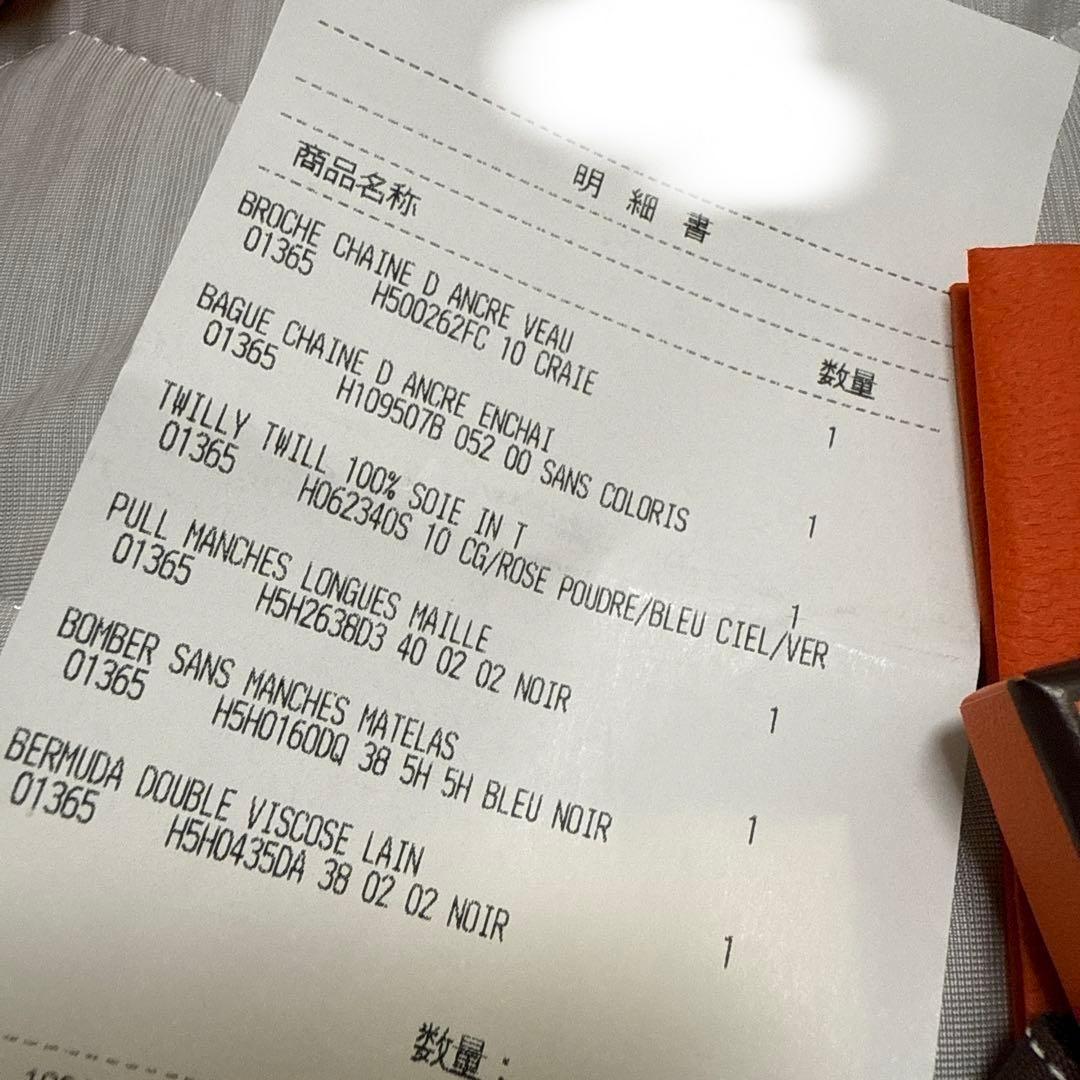 明細書
商品名称 数量
BROCHE CHAINE D ANCRE VEAU
01365 H500262FC 10 CRAIE 1
BAGUE CHAINE D ANCRE ENCHAI
01365 H109507B 052 00 SANS COLORIS 1
TWILLY TWILL 100% SOIE IN T
01365 H062340S 10 CG/ROSE POUDRE/BLEU CIEL/VER 1
PULL MANCHES LONGUES MAILLE
01365 H5H2638D3 40 02 02 NOIR 1
BOMBER SANS MANCHES MATELAS
01365 H5H0160DQ 38 5H 5H BLEU NOIR 1
BERMUDA DOUBLE VISCOSE LAIN
01365 H5H0435DA 38 02 02 NOIR 1
数量: